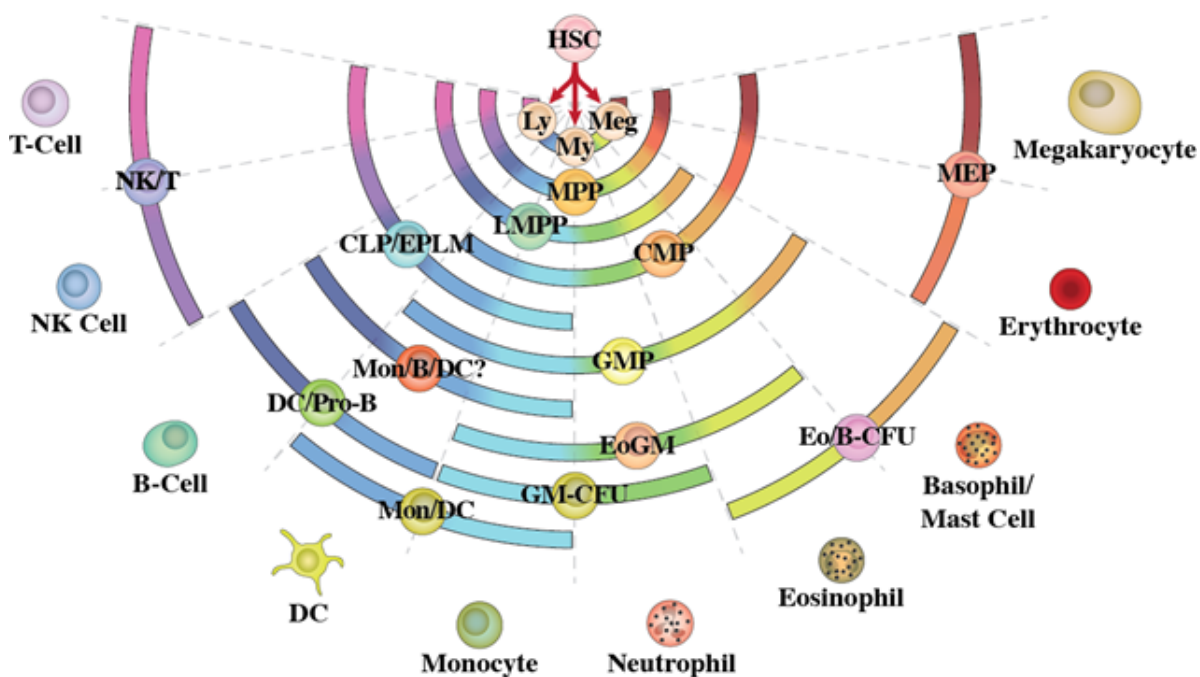 HSC
Ly
Meg
My
T-Cell
Megakaryocyte
NK/T
MPP
MEP
LMPP
CLP/EPLM
CMP
NK Cell
Erythrocyte
Mon/B/DC?
GMP
DC/Pro-B
Eo/B-CFU
EoGM
B-Cell
Basophil/
Mast Cell
Mon/DC
GM-CFU
Eosinophil
DC
Monocyte
Neutrophil